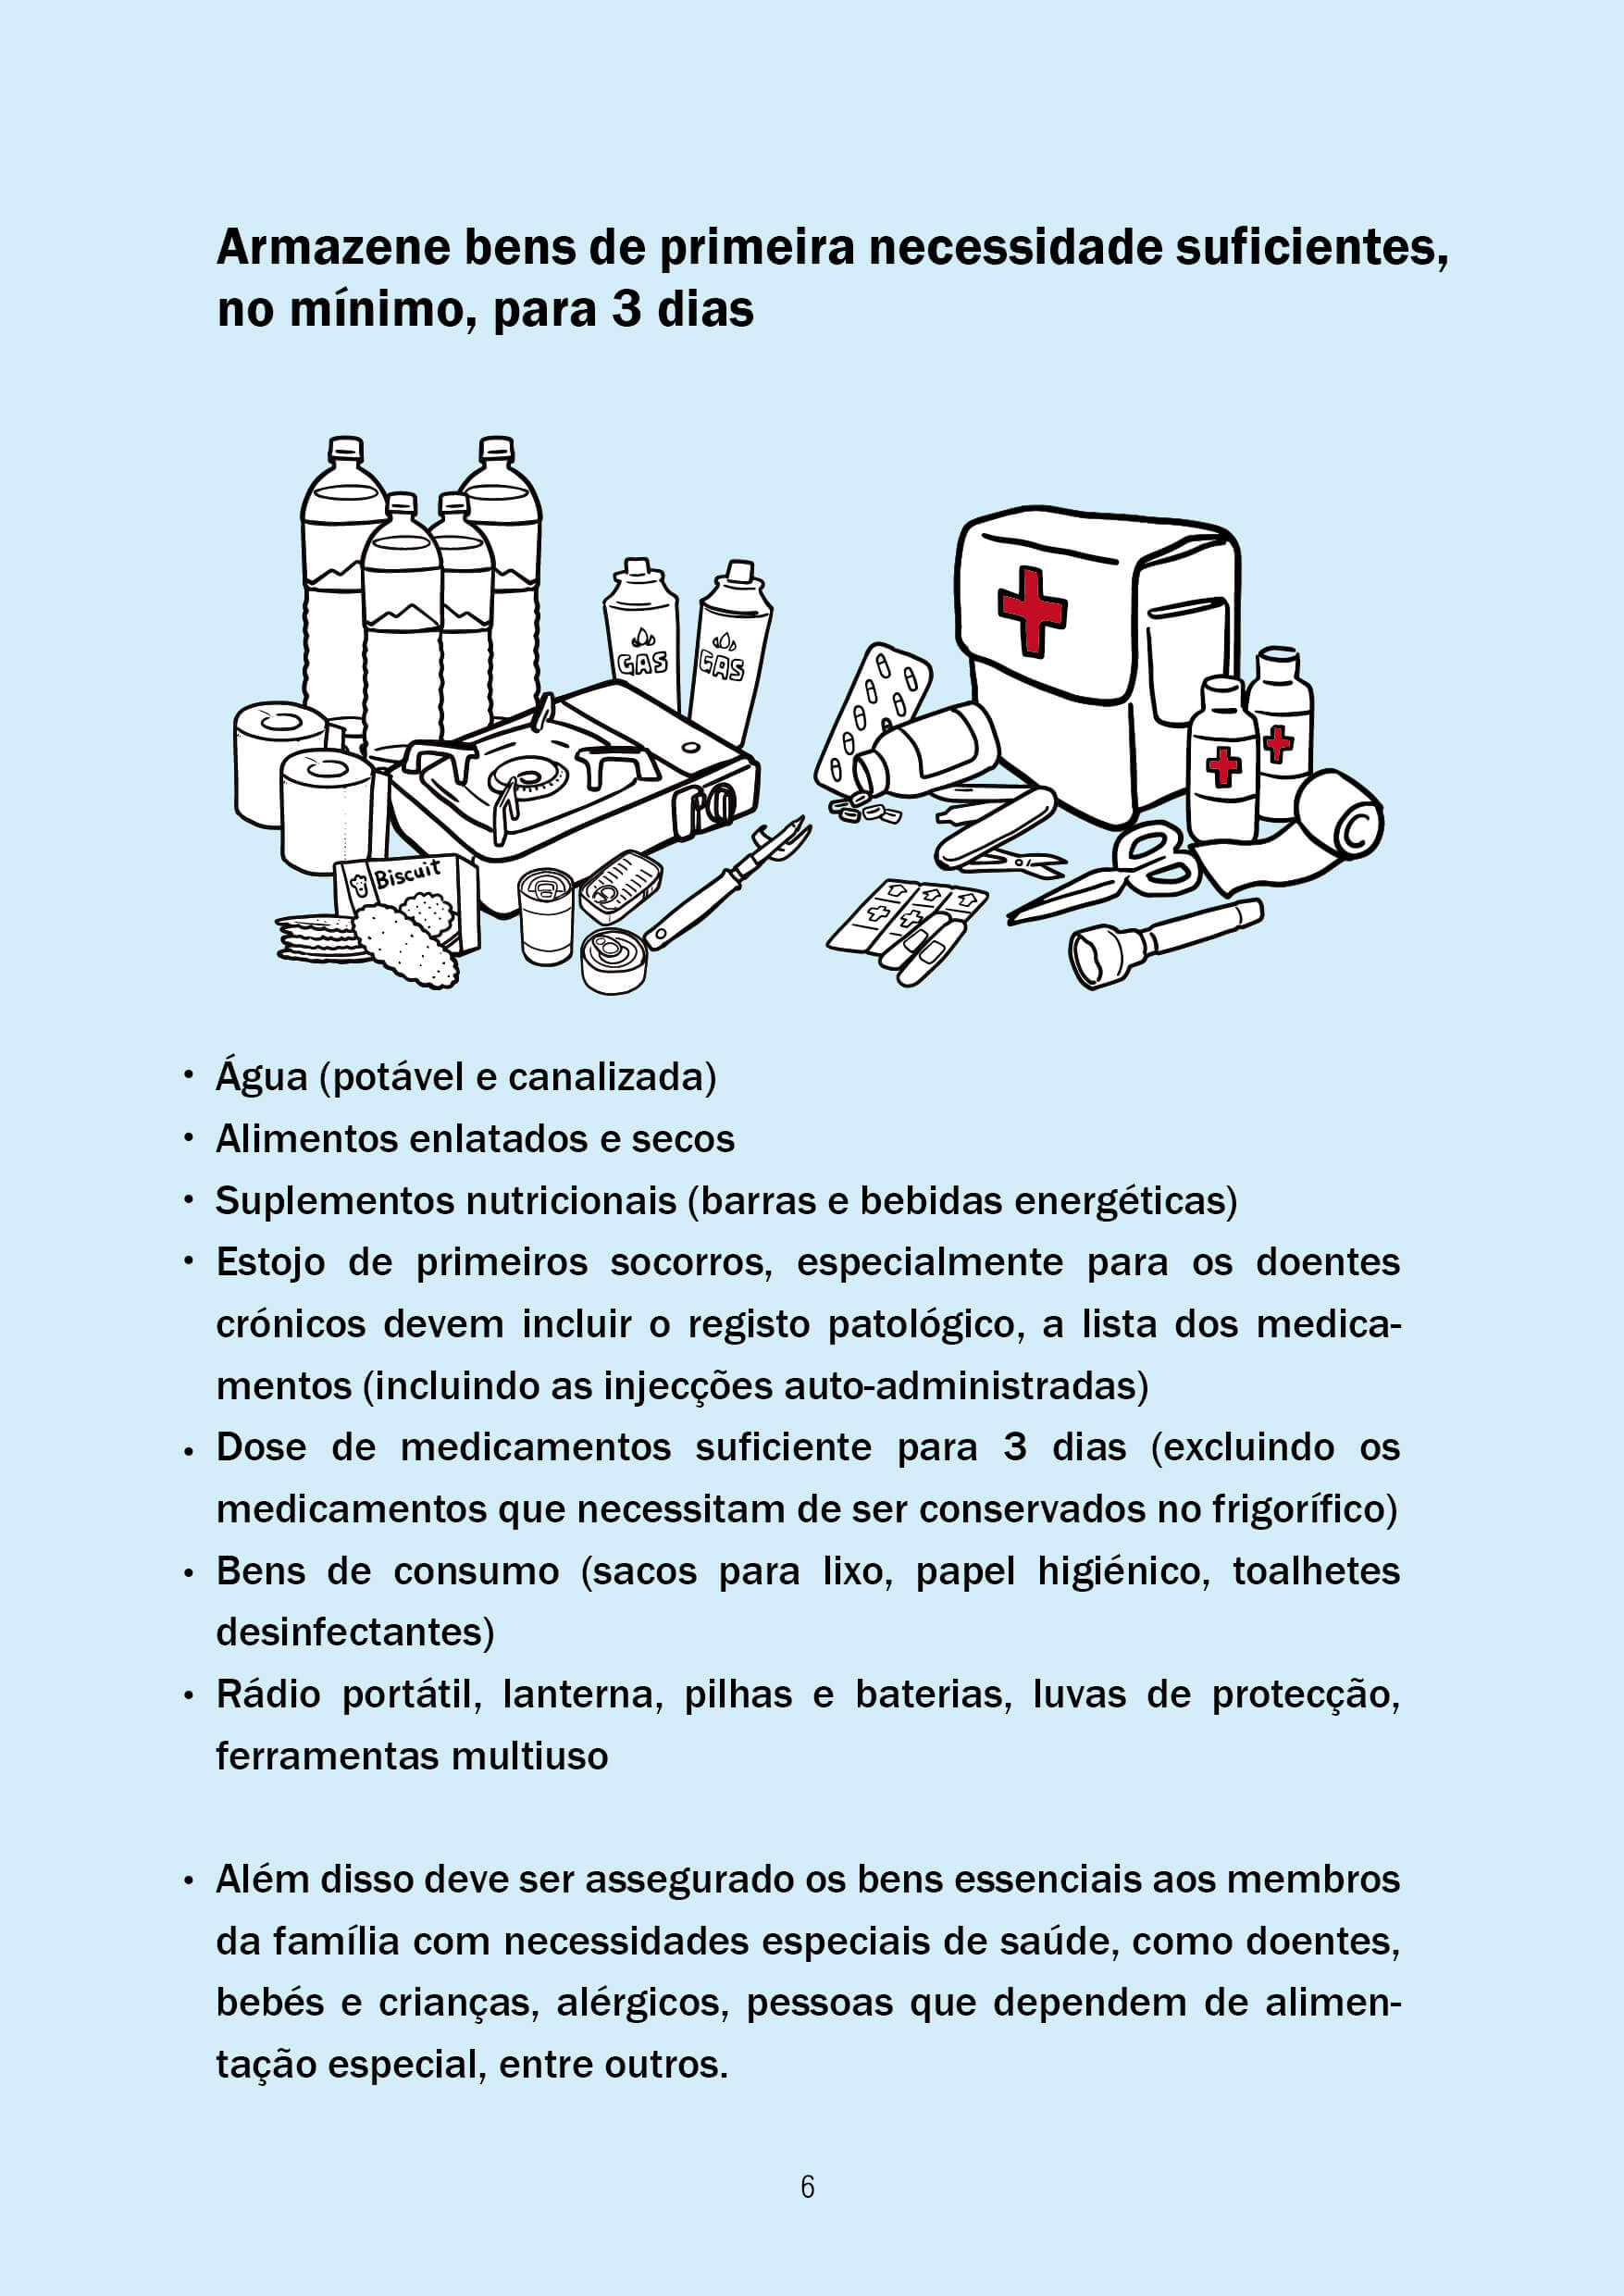 Armazene bens de primeira necessidade suficientes,
no mínimo, para 3 dias
GAS
GAS
Biscuit
• Água (potável e canalizada)
• Alimentos enlatados e secos
• Suplementos nutricionais (barras e bebidas energéticas)
• Estojo de primeiros socorros, especialmente para os doentes
crónicos devem incluir o registo patológico, a lista dos medica-
mentos (incluindo as injecções auto-administradas)
• Dose de medicamentos suficiente para 3 dias (excluindo os
medicamentos que necessitam de ser conservados no frigorífico)
• Bens de consumo (sacos para lixo, papel higiénico, toalhetes
desinfectantes)
• Rádio portátil, lanterna, pilhas e baterias, luvas de protecção,
ferramentas multiuso
• Além disso deve ser assegurado os bens essenciais aos membros
da família com necessidades especiais de saúde, como doentes,
bebés e crianças, alérgicos, pessoas que dependem de alimen-
tação especial, entre outros.
6